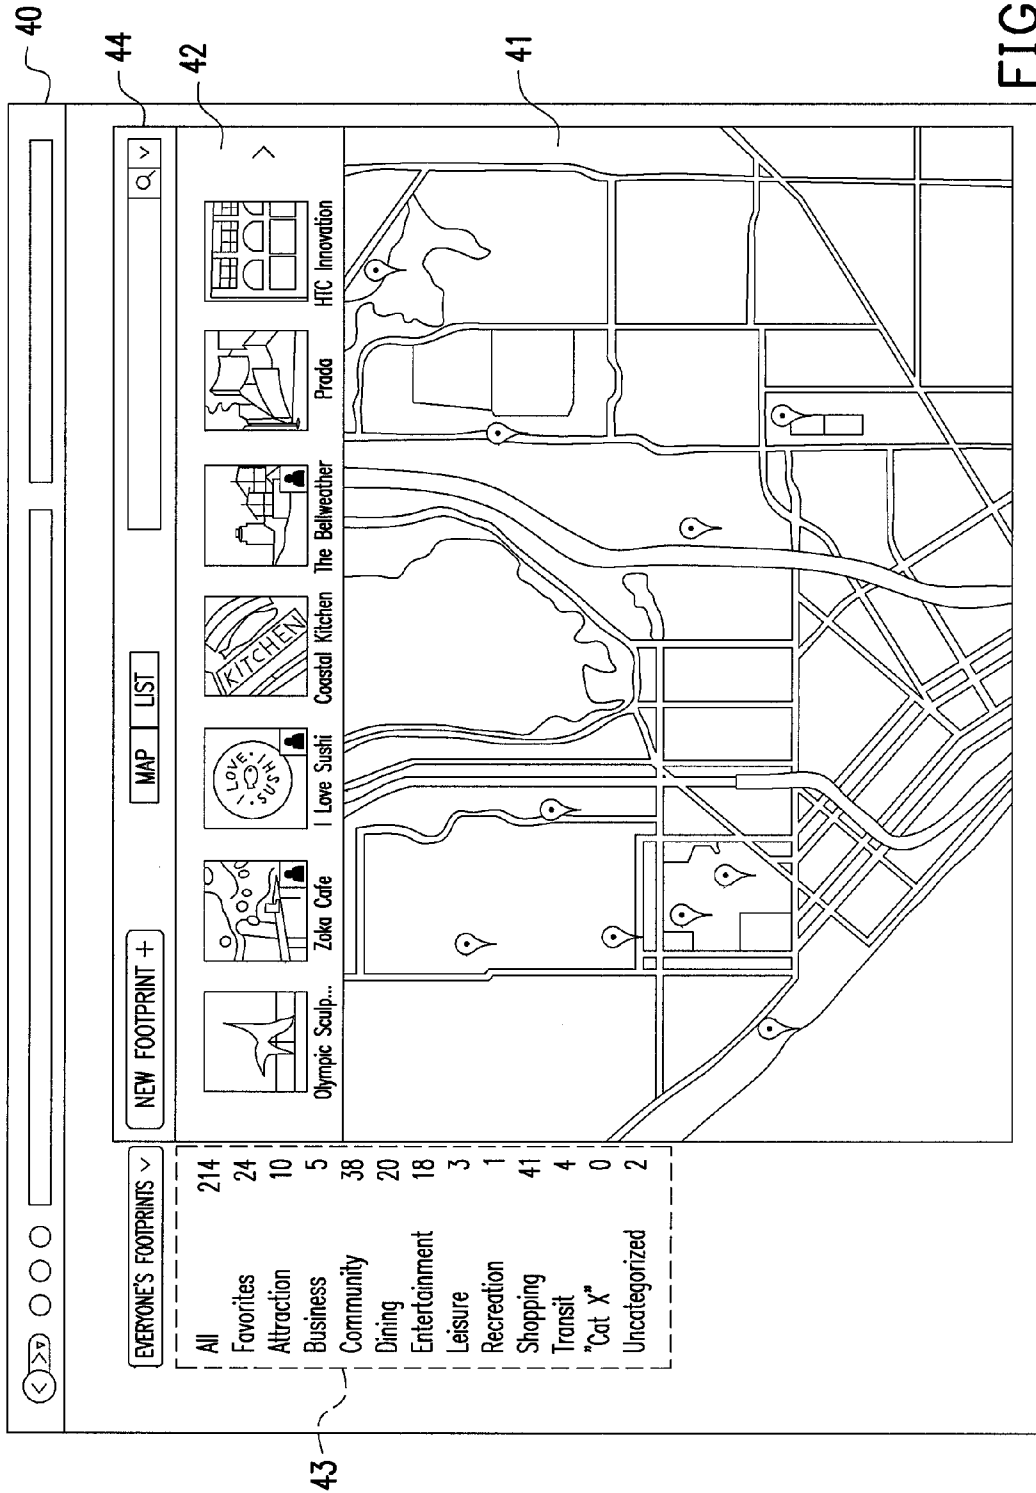 40
44
EVERYONE'S FOOTPRINTS
NEW FOOTPRINT +
MAP
LIST
42
All 214
Favorites 24
Attraction 10
Business 5
Community 38
Dining 20
Entertainment 18
Leisure 3
Recreation 1
Shopping 41
Transit 4
"Cat X" 0
Uncategorized 2
43
I LOVE · SUSHI ·
KITCHEN
Olympic Sculp...
Zoka Cafe
I Love Sushi
Coastal Kitchen
The Bellweather
Prada
HTC Innovation
41
FIG